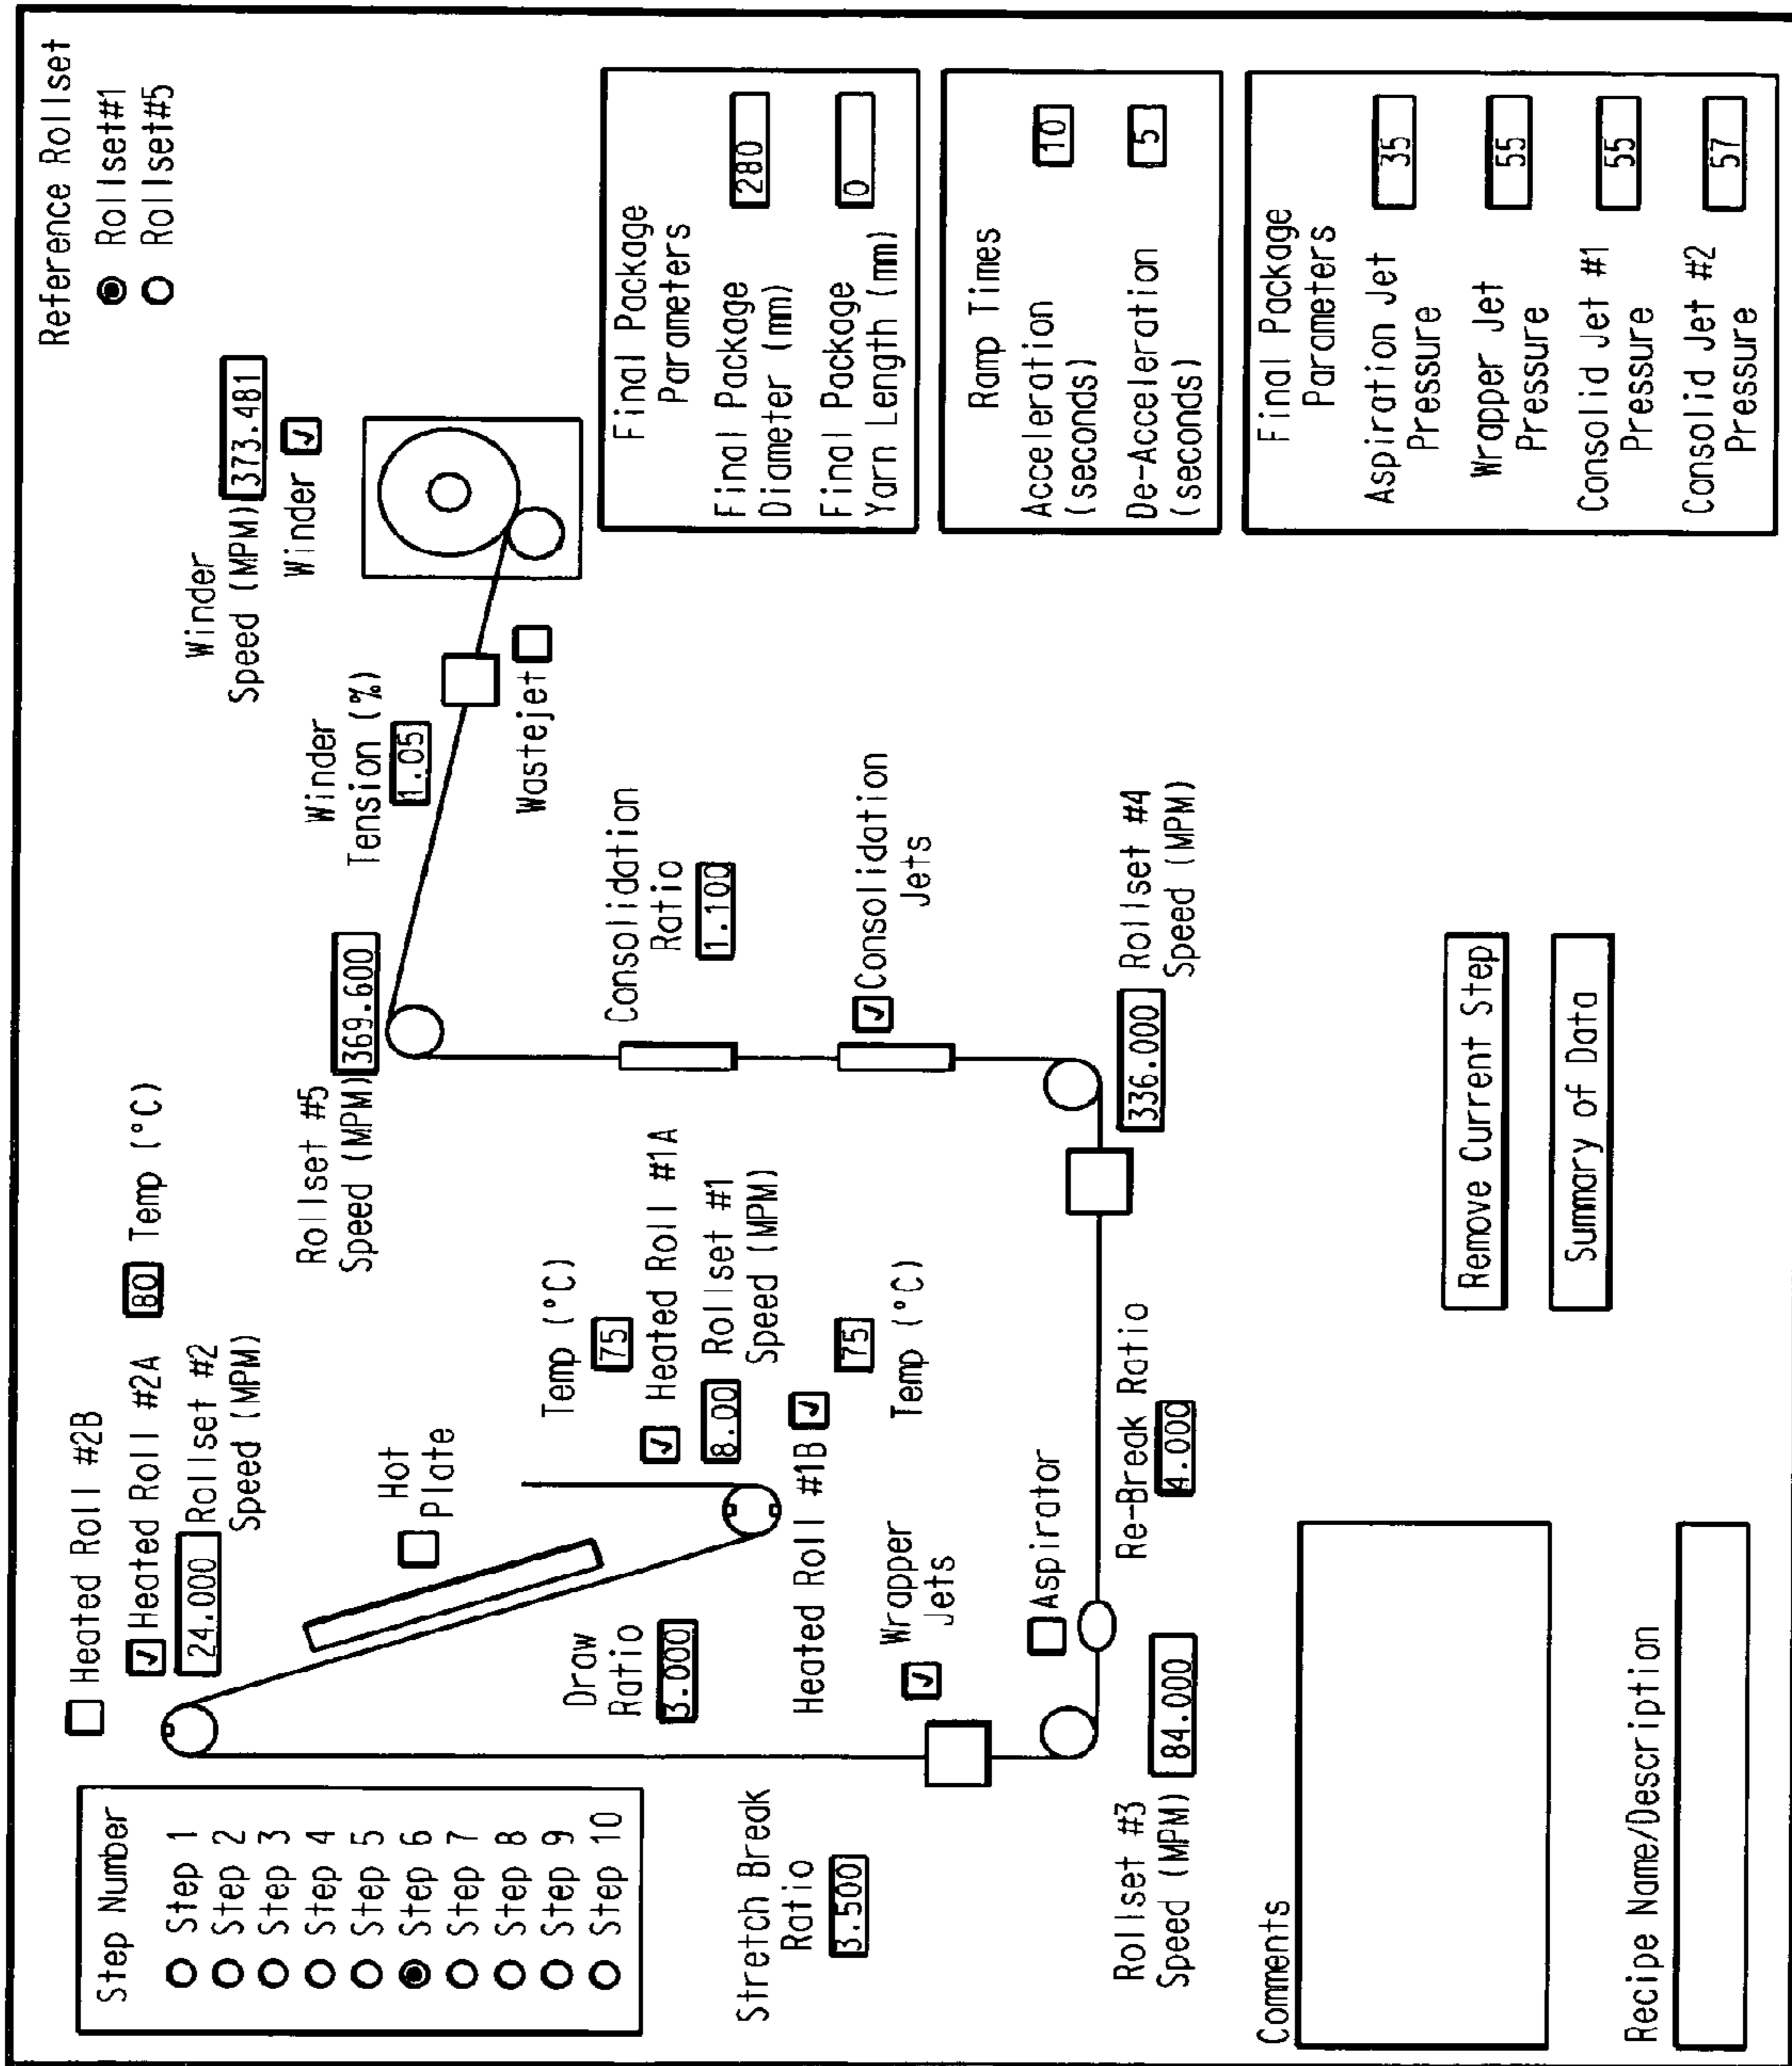 Reference Rollset
Rollset#1
Rollset#5
Step Number
Step 1
Step 2
Step 3
Step 4
Step 5
Step 6
Step 7
Step 8
Step 9
Step 10
Heated Roll #2B
Heated Roll #2A
80 Temp (°C)
24.000 Rollset #2
Speed (MPM)
Hot
Plate
Rollset #5
Speed (MPM) 369.600
Winder
Speed (MPM) 373.481
Winder
Winder
Tension (%)
1.05
Wastejet
Temp (°C)
75
Heated Roll #1A
8.00 Rollset #1
Speed (MPM)
Heated Roll #1B
75
Temp (°C)
Draw
Ratio
3.000
Stretch Break
Ratio
3.500
Wrapper
Jets
Aspirator
Consolidation
Ratio
1.100
Consolidation
Jets
Rollset #3
Speed (MPM) 84.000
Re-Break Ratio
4.000
336.000 Rollset #4
Speed (MPM)
Final Package
Parameters
Final Package
Diameter (mm) 280
Final Package
Yarn Length (mm) 0
Ramp Times
Acceleration
(seconds) 10
De-Acceleration
(seconds) 5
Final Package
Parameters
Aspiration Jet
Pressure 35
Wrapper Jet
Pressure 55
Consolid Jet #1
Pressure 55
Consolid Jet #2
Pressure 57
Comments
Remove Current Step
Summary of Data
Recipe Name/Description